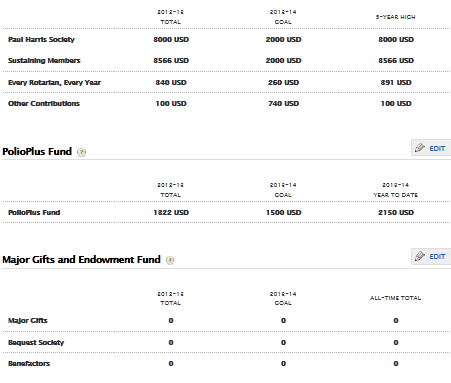 2012-13 2013-14 5-YEAR HIGH
TOTAL GOAL
Paul Harris Society 8000 USD 2000 USD 8000 USD
Sustaining Members 8566 USD 2000 USD 8566 USD
Every Rotarian, Every Year 840 USD 260 USD 891 USD
Other Contributions 100 USD 740 USD 100 USD
PolioPlus Fund ? EDIT
2012-13 2013-14 2013-14
TOTAL GOAL YEAR TO DATE
PolioPlus Fund 1822 USD 1500 USD 2150 USD
Major Gifts and Endowment Fund ? EDIT
2012-13 2013-14 ALL-TIME TOTAL
TOTAL GOAL
Major Gifts 0 0 0
Bequest Society 0 0 0
Benefactors 0 0 0